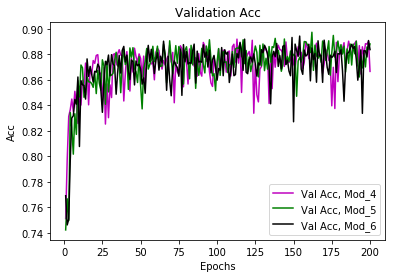 Validation Acc
0.90
0.88
0.86
0.84
0.82
0.80
0.78
0.76
0.74
Acc
Val Acc, Mod_4
Val Acc, Mod_5
Val Acc, Mod_6
0 25 50 75 100 125 150 175 200
Epochs